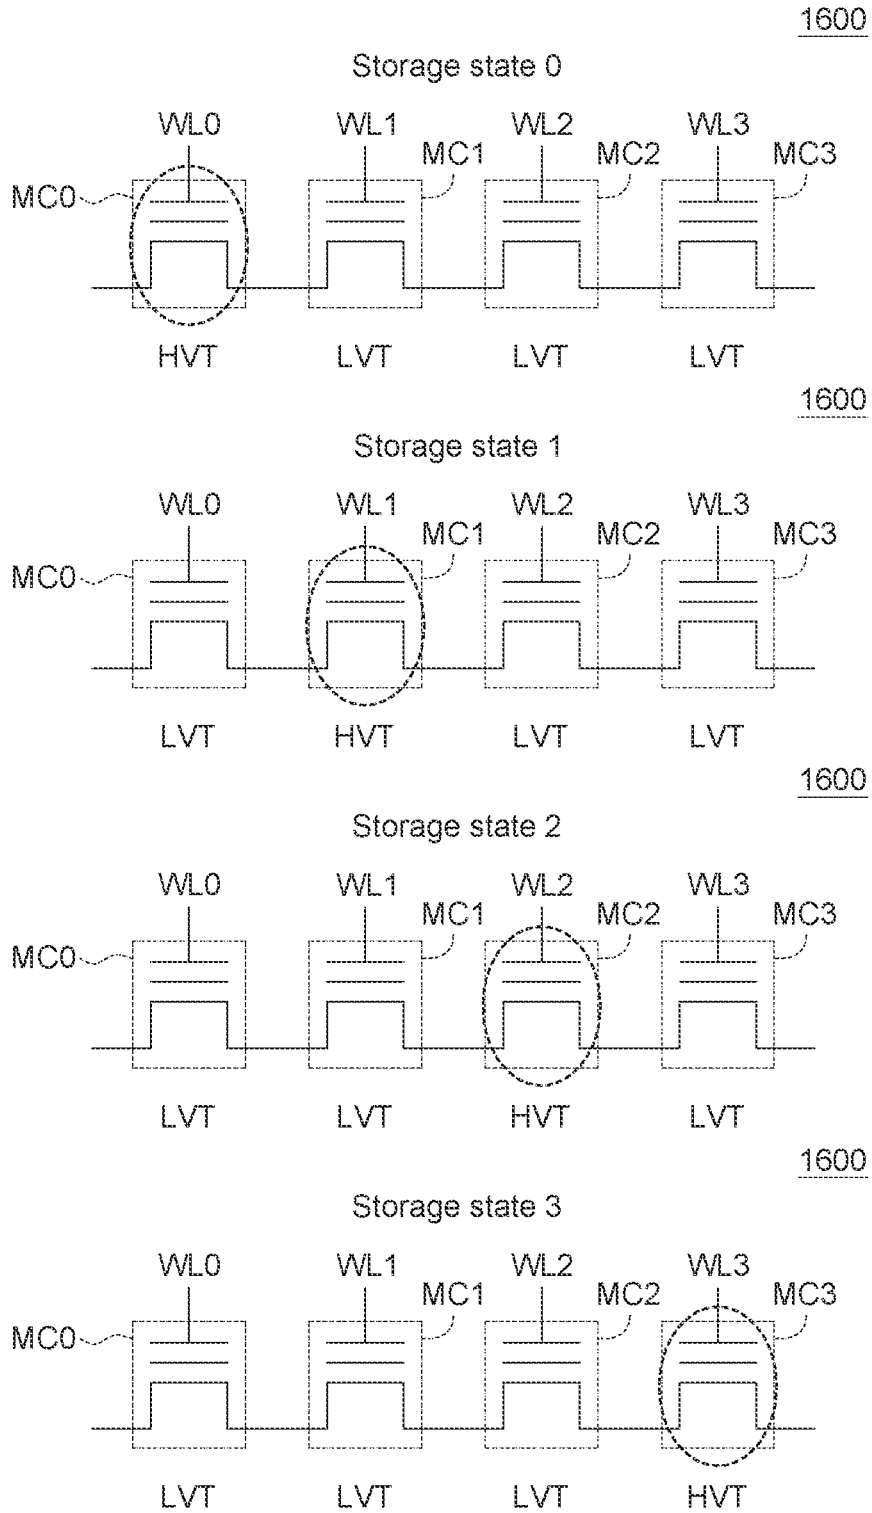 1600
Storage state 0
WL0 WL1 WL2 WL3
MC0 MC1 MC2 MC3
HVT LVT LVT LVT
1600
Storage state 1
WL0 WL1 WL2 WL3
MC0 MC1 MC2 MC3
LVT HVT LVT LVT
1600
Storage state 2
WL0 WL1 WL2 WL3
MC0 MC1 MC2 MC3
LVT LVT HVT LVT
1600
Storage state 3
WL0 WL1 WL2 WL3
MC0 MC1 MC2 MC3
LVT LVT LVT HVT